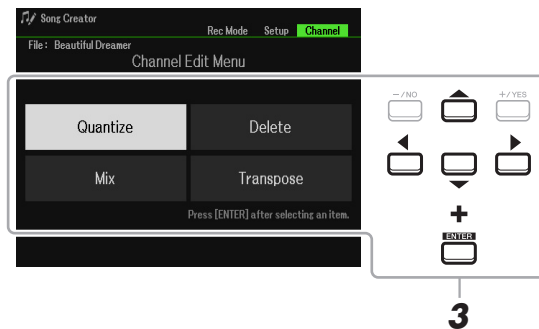 Song Creator
Rec Mode Setup Channel
File: Beautiful Dreamer
Channel Edit Menu
−/NO +/YES
Quantize Delete
Mix Transpose
Press [ENTER] after selecting an item.
+
ENTER
3